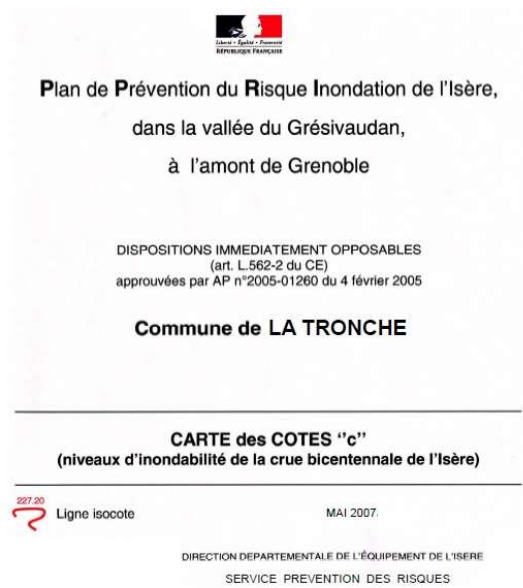 Liberté • Égalité • Fraternité
RÉPUBLIQUE FRANÇAISE
Plan de Prévention du Risque Inondation de l'Isère,
dans la vallée du Grésivaudan,
à l'amont de Grenoble
DISPOSITIONS IMMEDIATEMENT OPPOSABLES
(art. L.562-2 du CE)
approuvées par AP n°2005-01260 du 4 février 2005
Commune de LA TRONCHE
CARTE des COTES ‘'c''
(niveaux d'inondabilité de la crue bicentennale de l'Isère)
227.20
Ligne isocote
MAI 2007.
DIRECTION DEPARTEMENTALE DE L'ÉQUIPEMENT DE L'ISERE
SERVICE PREVENTION DES RISQUES